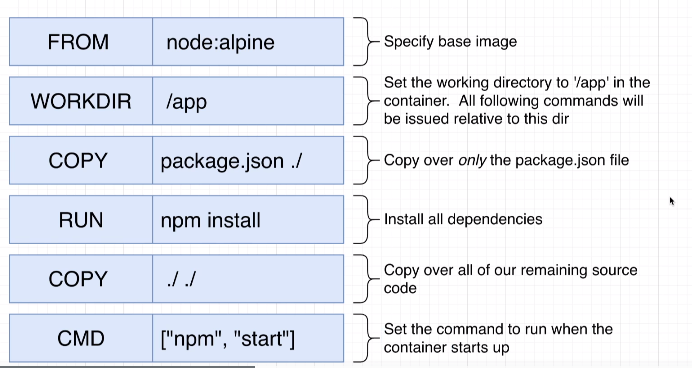 FROM node:alpine Specify base image
Set the working directory to '/app' in the
WORKDIR /app container. All following commands will
be issued relative to this dir
COPY package.json ./ Copy over only the package.json file
RUN npm install Install all dependencies
COPY ./ ./ Copy over all of our remaining source
code
CMD ["npm", "start"] Set the command to run when the
container starts up